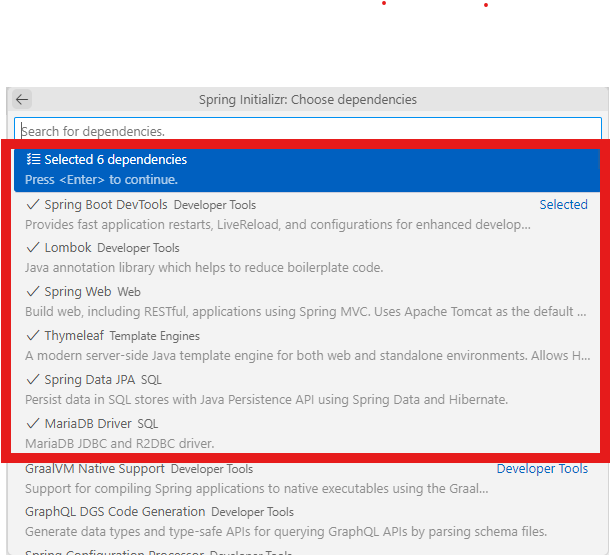 Spring Initializr: Choose dependencies
Search for dependencies.
Selected 6 dependencies
Press <Enter> to continue.
Spring Boot DevTools Developer Tools Selected
Provides fast application restarts, LiveReload, and configurations for enhanced develop...
Lombok Developer Tools
Java annotation library which helps to reduce boilerplate code.
Spring Web Web
Build web, including RESTful, applications using Spring MVC. Uses Apache Tomcat as the default ...
Thymeleaf Template Engines
A modern server-side Java template engine for both web and standalone environments. Allows H...
Spring Data JPA SQL
Persist data in SQL stores with Java Persistence API using Spring Data and Hibernate.
MariaDB Driver SQL
MariaDB JDBC and R2DBC driver.
GraalVM Native Support Developer Tools Developer Tools
Support for compiling Spring applications to native executables using the Graal...
GraphQL DGS Code Generation Developer Tools
Generate data types and type-safe APIs for querying GraphQL APIs by parsing schema files.
Spring Configuration Processor Developer Tools